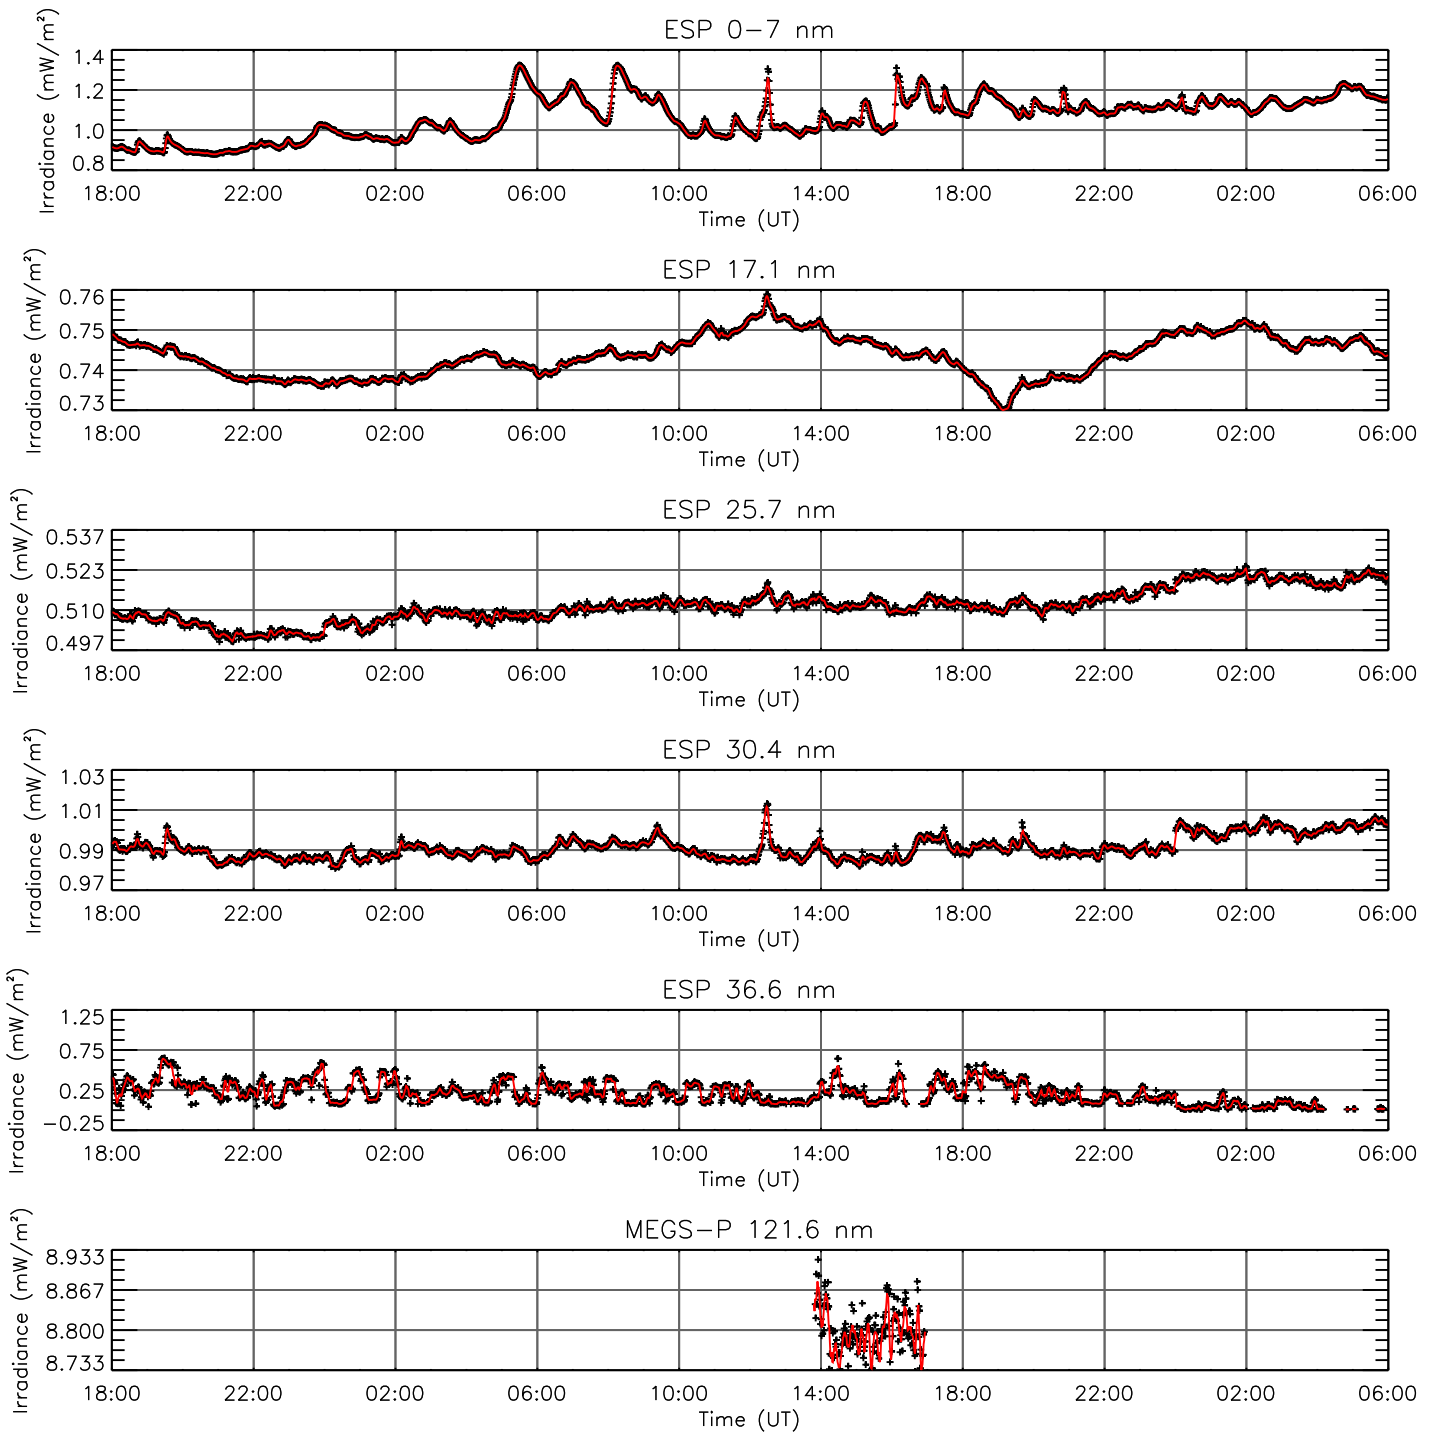 ESP 0-7 nm
Irradiance (mW/m²)
1.4
1.2
1.0
0.8
18:00 22:00 02:00 06:00 10:00 14:00 18:00 22:00 02:00 06:00
Time (UT)
ESP 17.1 nm
Irradiance (mW/m²)
0.76
0.75
0.74
0.73
18:00 22:00 02:00 06:00 10:00 14:00 18:00 22:00 02:00 06:00
Time (UT)
ESP 25.7 nm
Irradiance (mW/m²)
0.537
0.523
0.510
0.497
18:00 22:00 02:00 06:00 10:00 14:00 18:00 22:00 02:00 06:00
Time (UT)
ESP 30.4 nm
Irradiance (mW/m²)
1.03
1.01
0.99
0.97
18:00 22:00 02:00 06:00 10:00 14:00 18:00 22:00 02:00 06:00
Time (UT)
ESP 36.6 nm
Irradiance (mW/m²)
1.25
0.75
0.25
-0.25
18:00 22:00 02:00 06:00 10:00 14:00 18:00 22:00 02:00 06:00
Time (UT)
MEGS-P 121.6 nm
Irradiance (mW/m²)
8.933
8.867
8.800
8.733
18:00 22:00 02:00 06:00 10:00 14:00 18:00 22:00 02:00 06:00
Time (UT)